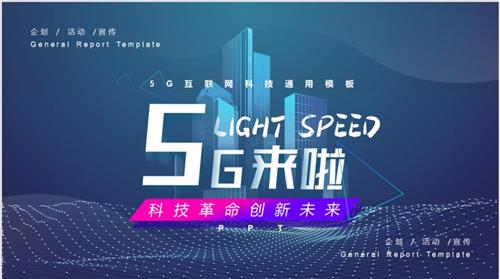 企划 / 活动 /宣传
General Report Template
5G互联网科技通用模板
LIGHT SPEED
5G来啦
科技革命创新未来
PPT
企划 / 活动 /宣传
General Report Template